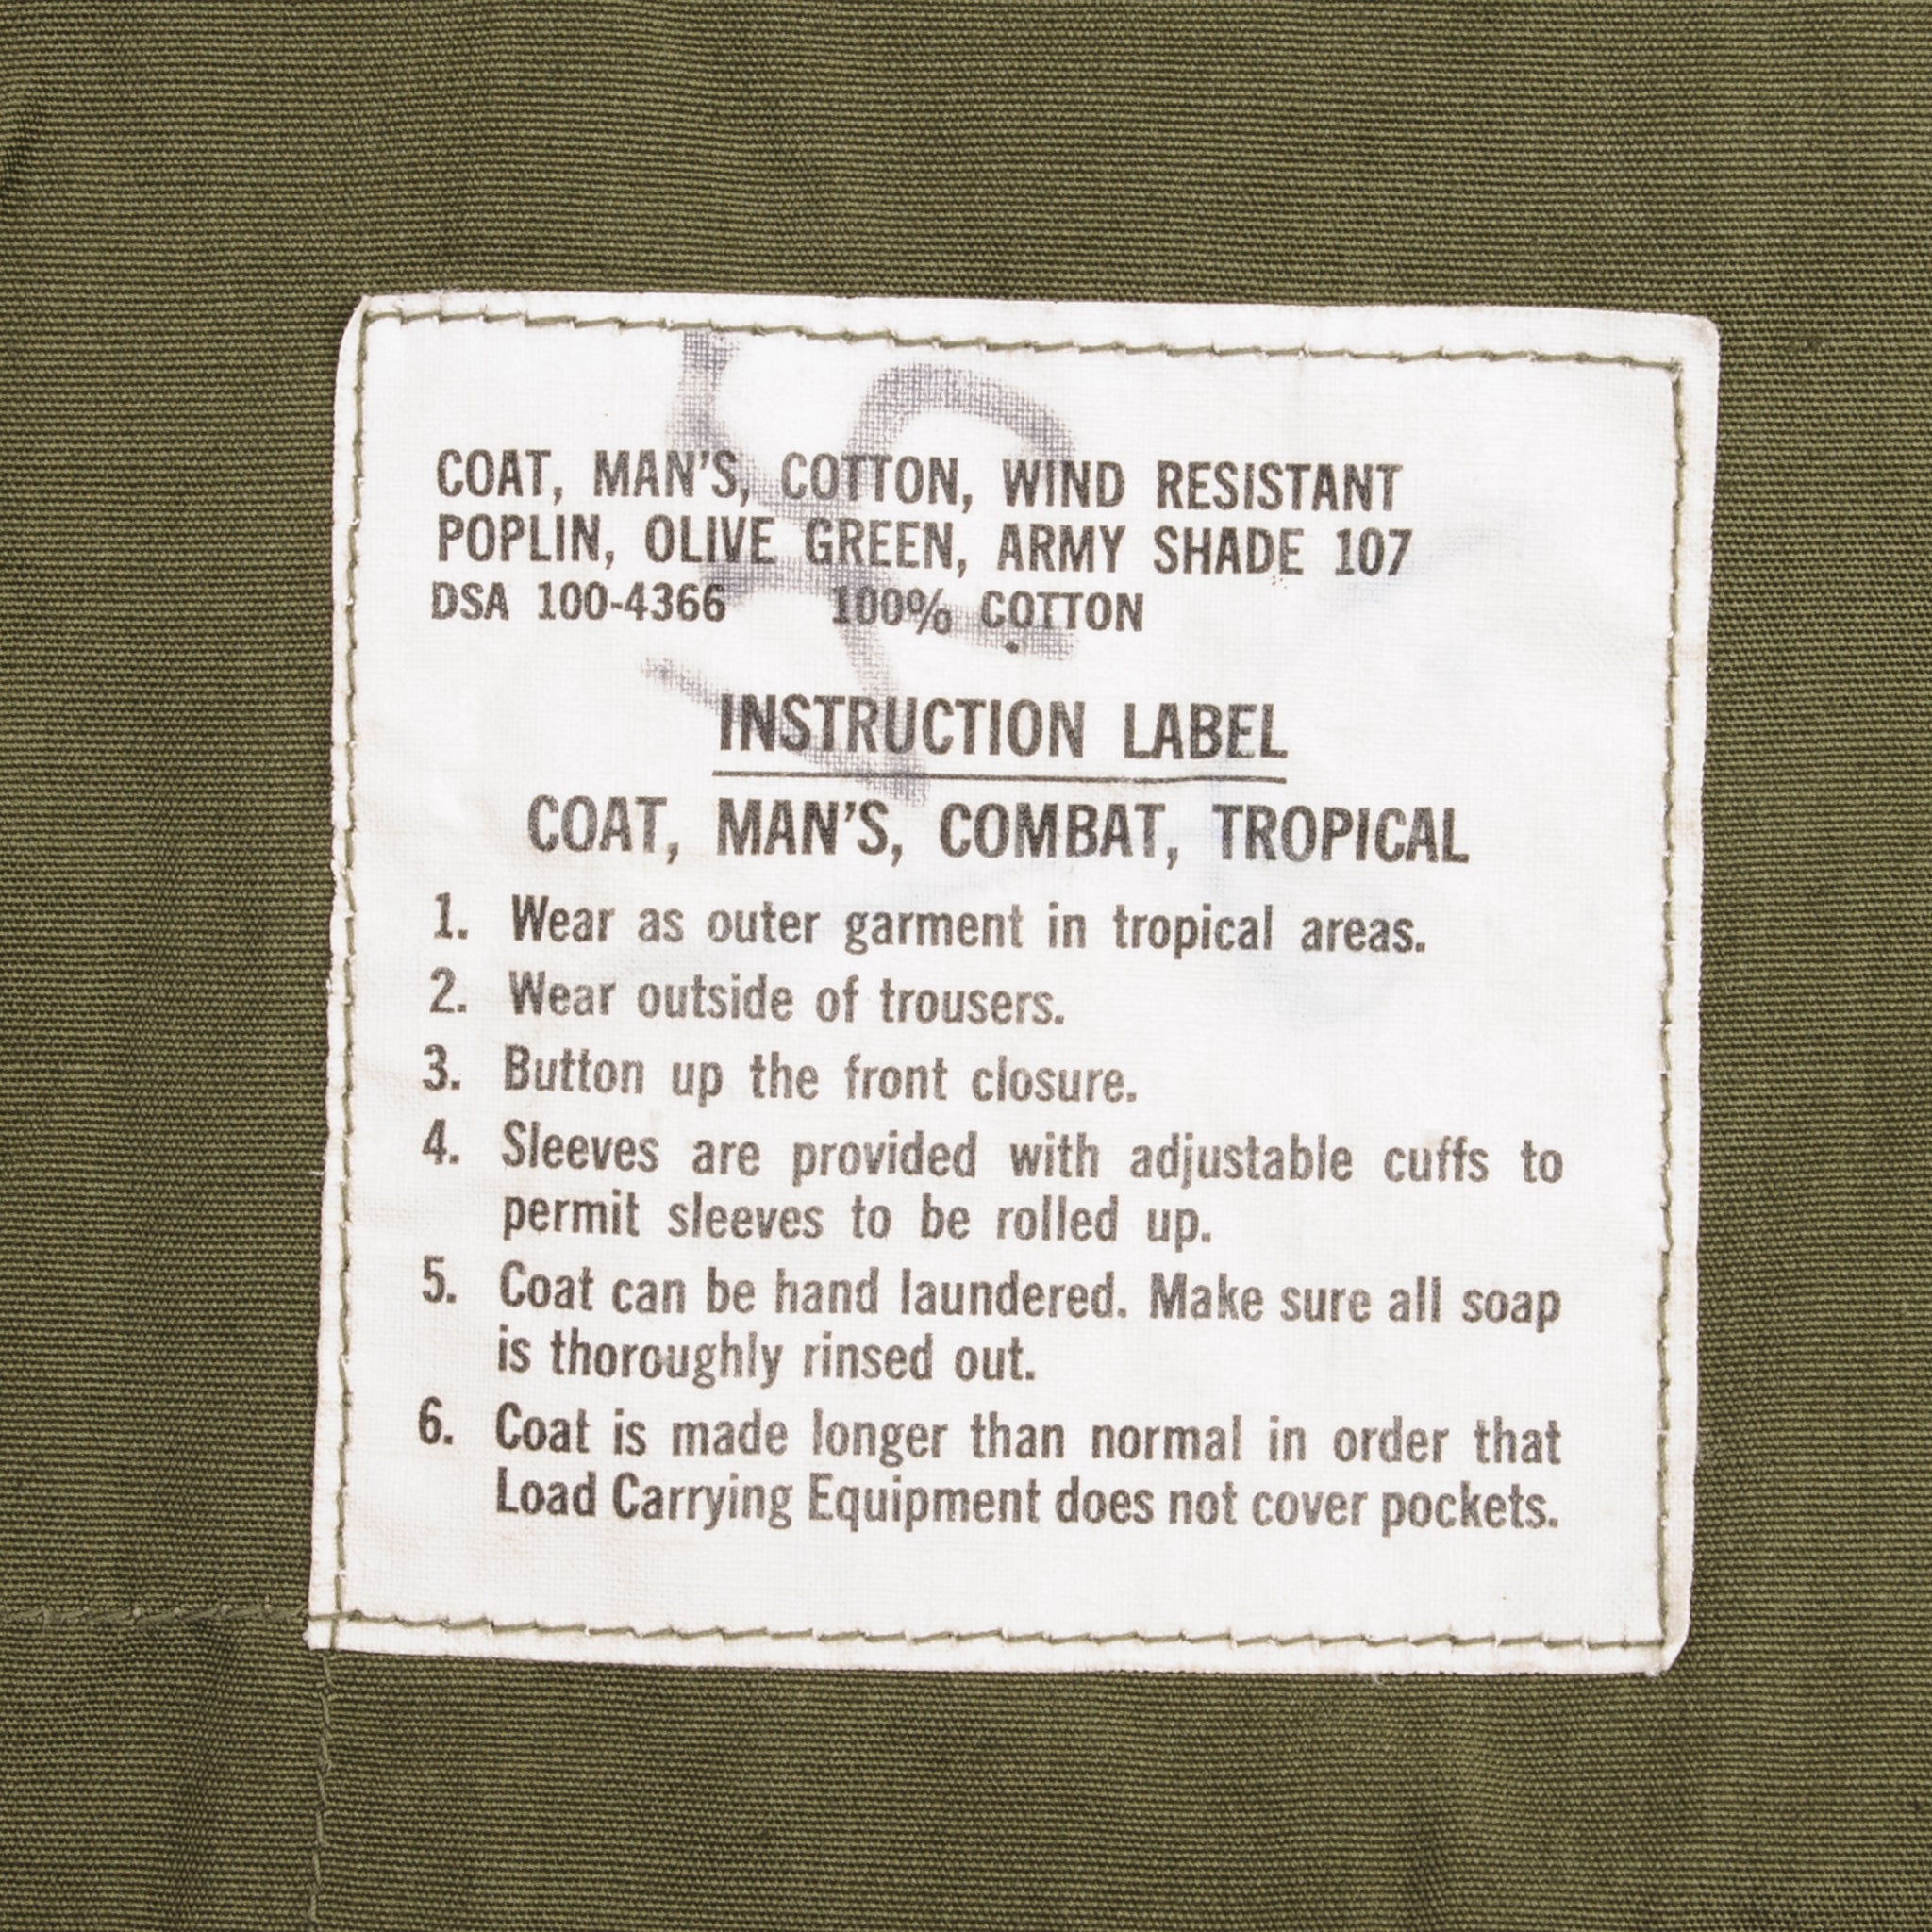 COAT, MAN'S, COTTON, WIND RESISTANT
POPLIN, OLIVE GREEN, ARMY SHADE 107
DSA 100-4366 100% COTTON
INSTRUCTION LABEL
COAT, MAN'S, COMBAT, TROPICAL
1. Wear as outer garment in tropical areas.
2. Wear outside of trousers.
3. Button up the front closure.
4. Sleeves are provided with adjustable cuffs to
permit sleeves to be rolled up.
5. Coat can be hand laundered. Make sure all soap
is thoroughly rinsed out.
6. Coat is made longer than normal in order that
Load Carrying Equipment does not cover pockets.